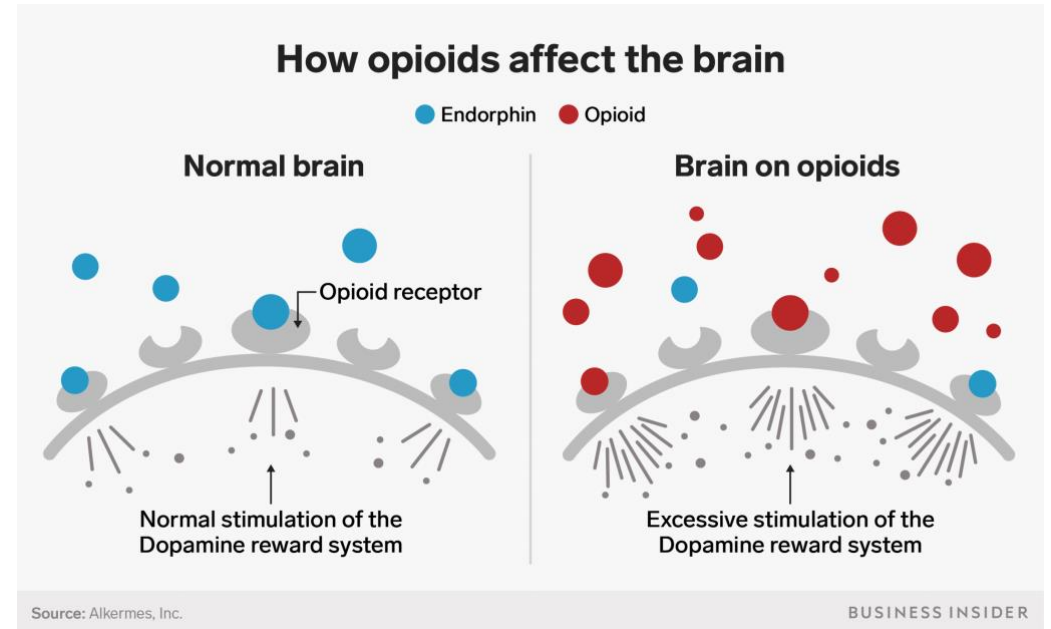 How opioids affect the brain
Endorphin Opioid
Normal brain
Opioid receptor
Normal stimulation of the
Dopamine reward system
Brain on opioids
Excessive stimulation of the
Dopamine reward system
Source: Alkermes, Inc.
BUSINESS INSIDER